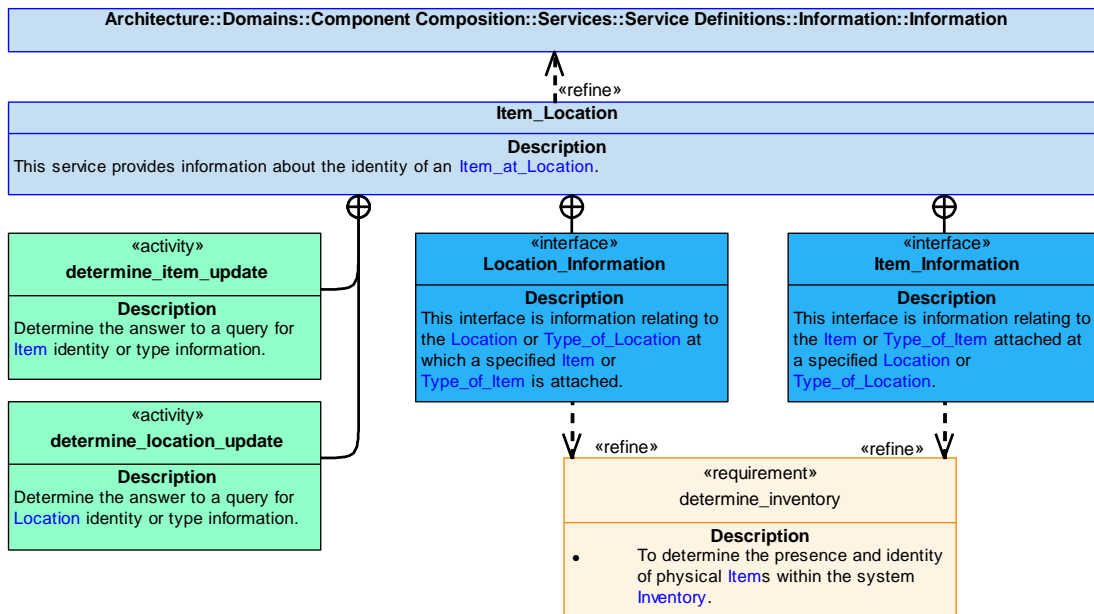 Architecture::Domains::Component Composition::Services::Service Definitions::Information::Information
«refine»
Item_Location
Description
This service provides information about the identity of an Item_at_Location.
«activity»
determine_item_update
Description
Determine the answer to a query for
Item identity or type information.
«interface»
Location_Information
Description
This interface is information relating to
the Location or Type_of_Location at
which a specified Item or
Type_of_Item is attached.
«interface»
Item_Information
Description
This interface is information relating to
the Item or Type_of_Item attached at
a specified Location or
Type_of_Location.
«activity»
determine_location_update
Description
Determine the answer to a query for
Location identity or type information.
«refine»
«refine»
«requirement»
determine_inventory
Description
• To determine the presence and identity
of physical Items within the system
Inventory.